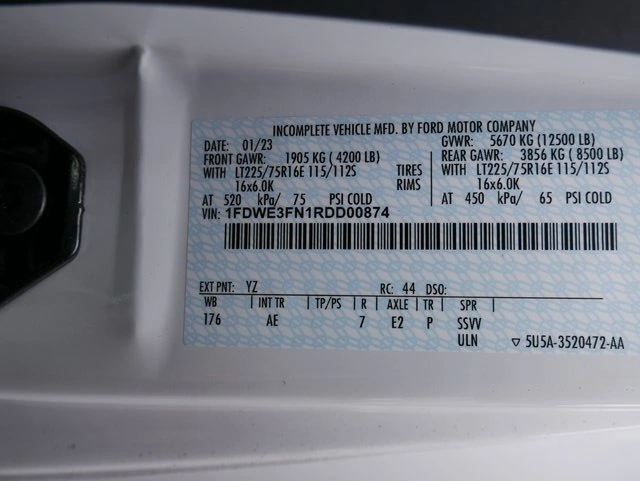 INCOMPLETE VEHICLE MFD. BY FORD MOTOR COMPANY
DATE: 01/23 GVWR: 5670 KG (12500 LB)
FRONT GAWR: 1905 KG (4200 LB) REAR GAWR: 3856 KG (8500 LB)
WITH LT225/75R16E 115/112S TIRES WITH LT225/75R16E 115/112S
16x6.0K RIMS 16x6.0K
AT 520 kPa/ 75 PSI COLD AT 450 kPa/ 65 PSI COLD
VIN: 1FDWE3FN1RDD00874
EXT PNT: YZ RC: 44 DSO:
WB INT TR TP/PS R AXLE TR SPR
176 AE 7 E2 P SSVV
ULN ▽ 5U5A-3520472-AA